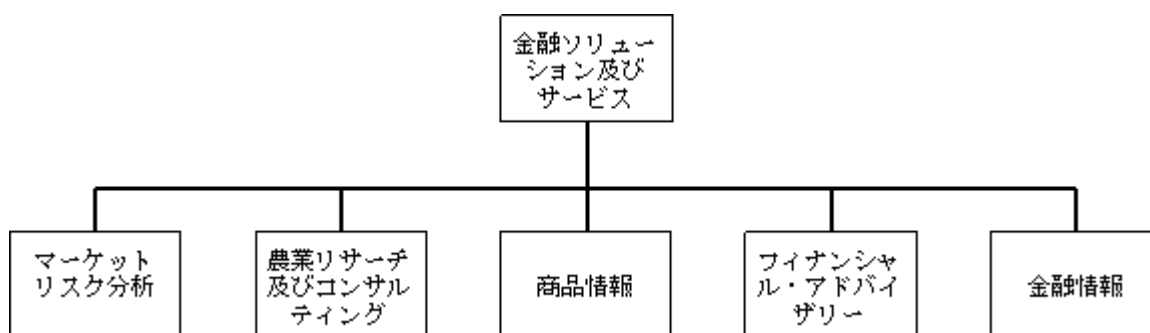 金融ソリュー
ション及び
サービス
マーケット
リスク分析
農業リサーチ
及びコンサル
ティング
商品情報
フィナンシャ
ル・アドバイ
ザリー
金融情報